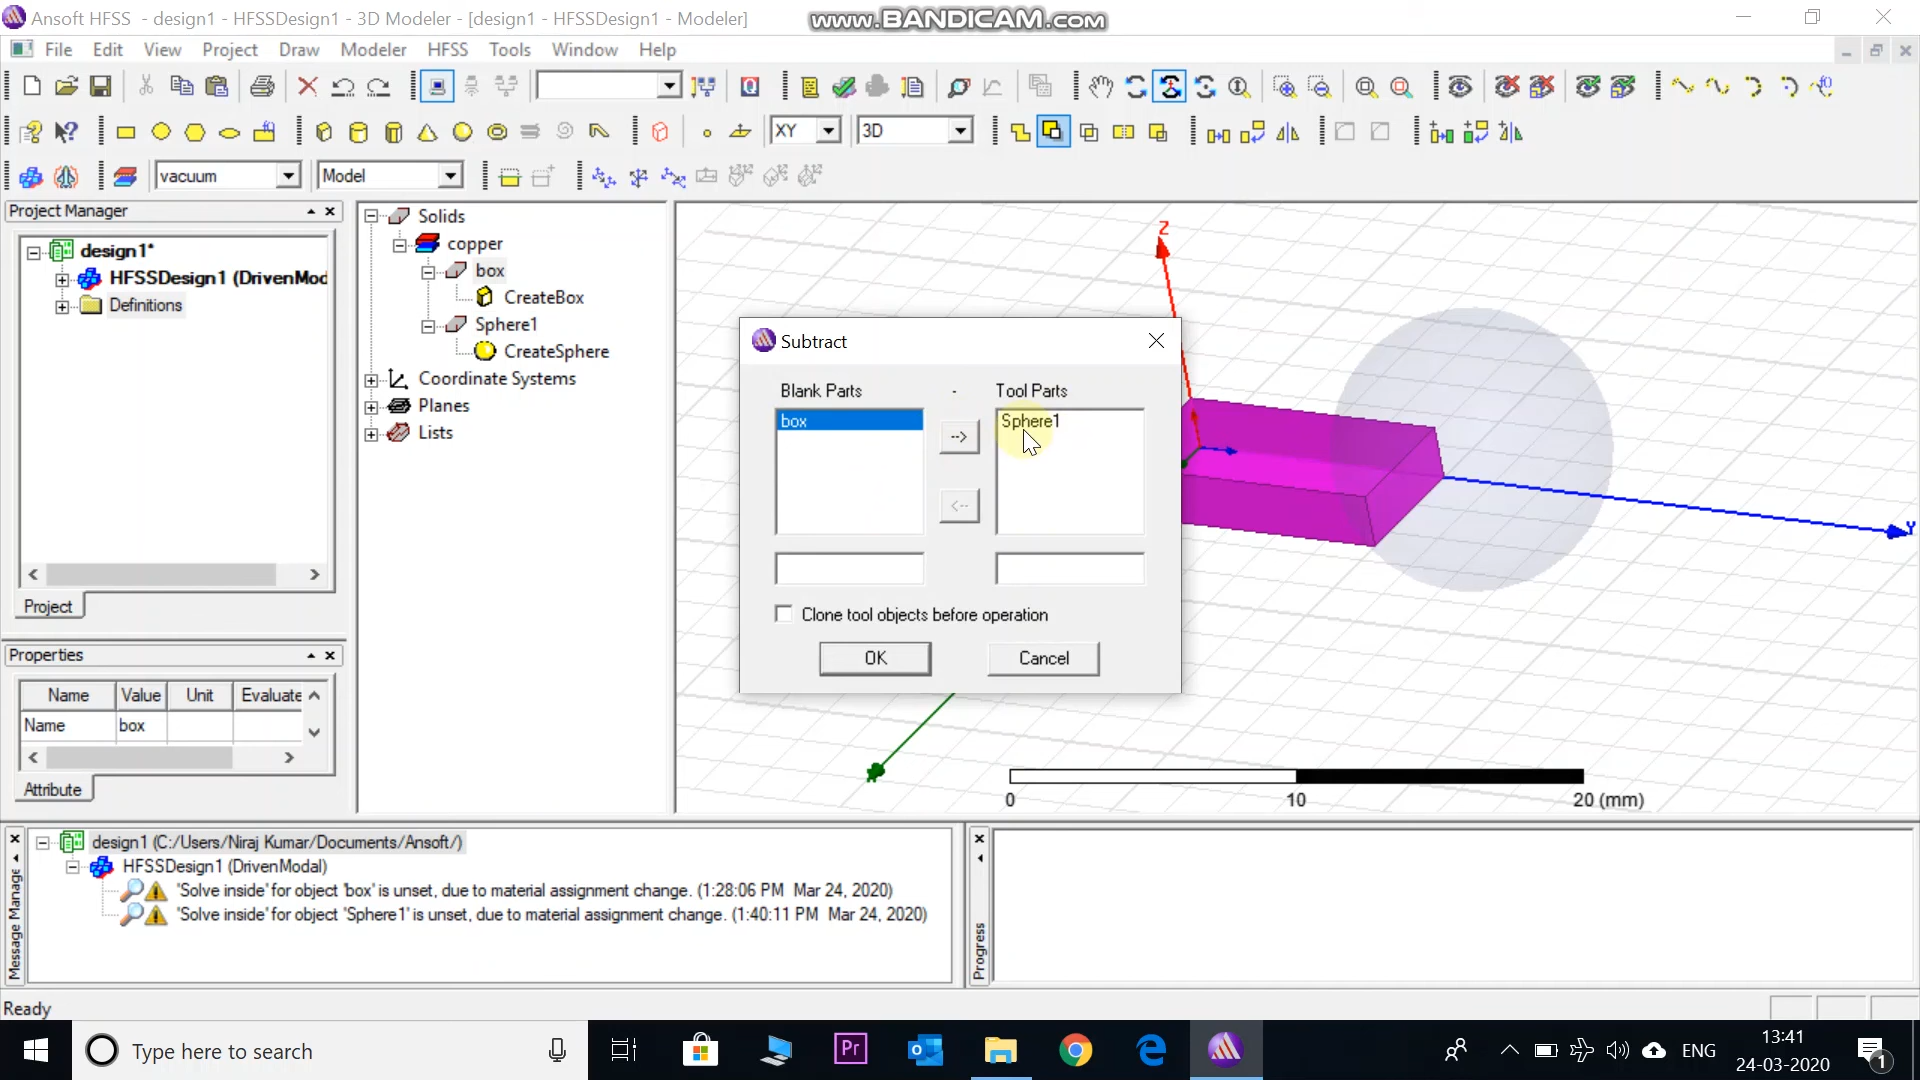 Ansoft HFSS - design1 - HFSSDesign1 - 3D Modeler - [design1 - HFSSDesign1 - Modeler]
www.BANDICAM.com
File Edit View Project Draw Modeler HFSS Tools Window Help
XY 3D
vacuum Model
Project Manager
design1*
HFSSDesign1 (DrivenMod
Definitions
Project
Solids
copper
box
CreateBox
Sphere1
CreateSphere
Coordinate Systems
Planes
Lists
Z
Y
Subtract
Blank Parts - Tool Parts
box --> Sphere1
<--
Clone tool objects before operation
OK Cancel
0 10 20 (mm)
Properties
Name Value Unit Evaluate
Name box
Attribute
Message Manage
design1 (C:/Users/Niraj Kumar/Documents/Ansoft/)
HFSSDesign1 (DrivenModal)
'Solve inside' for object 'box' is unset, due to material assignment change. (1:28:06 PM Mar 24, 2020)
'Solve inside' for object 'Sphere1' is unset, due to material assignment change. (1:40:11 PM Mar 24, 2020)
Progress
Ready
Type here to search
Pr
ENG
13:41
24-03-2020
1